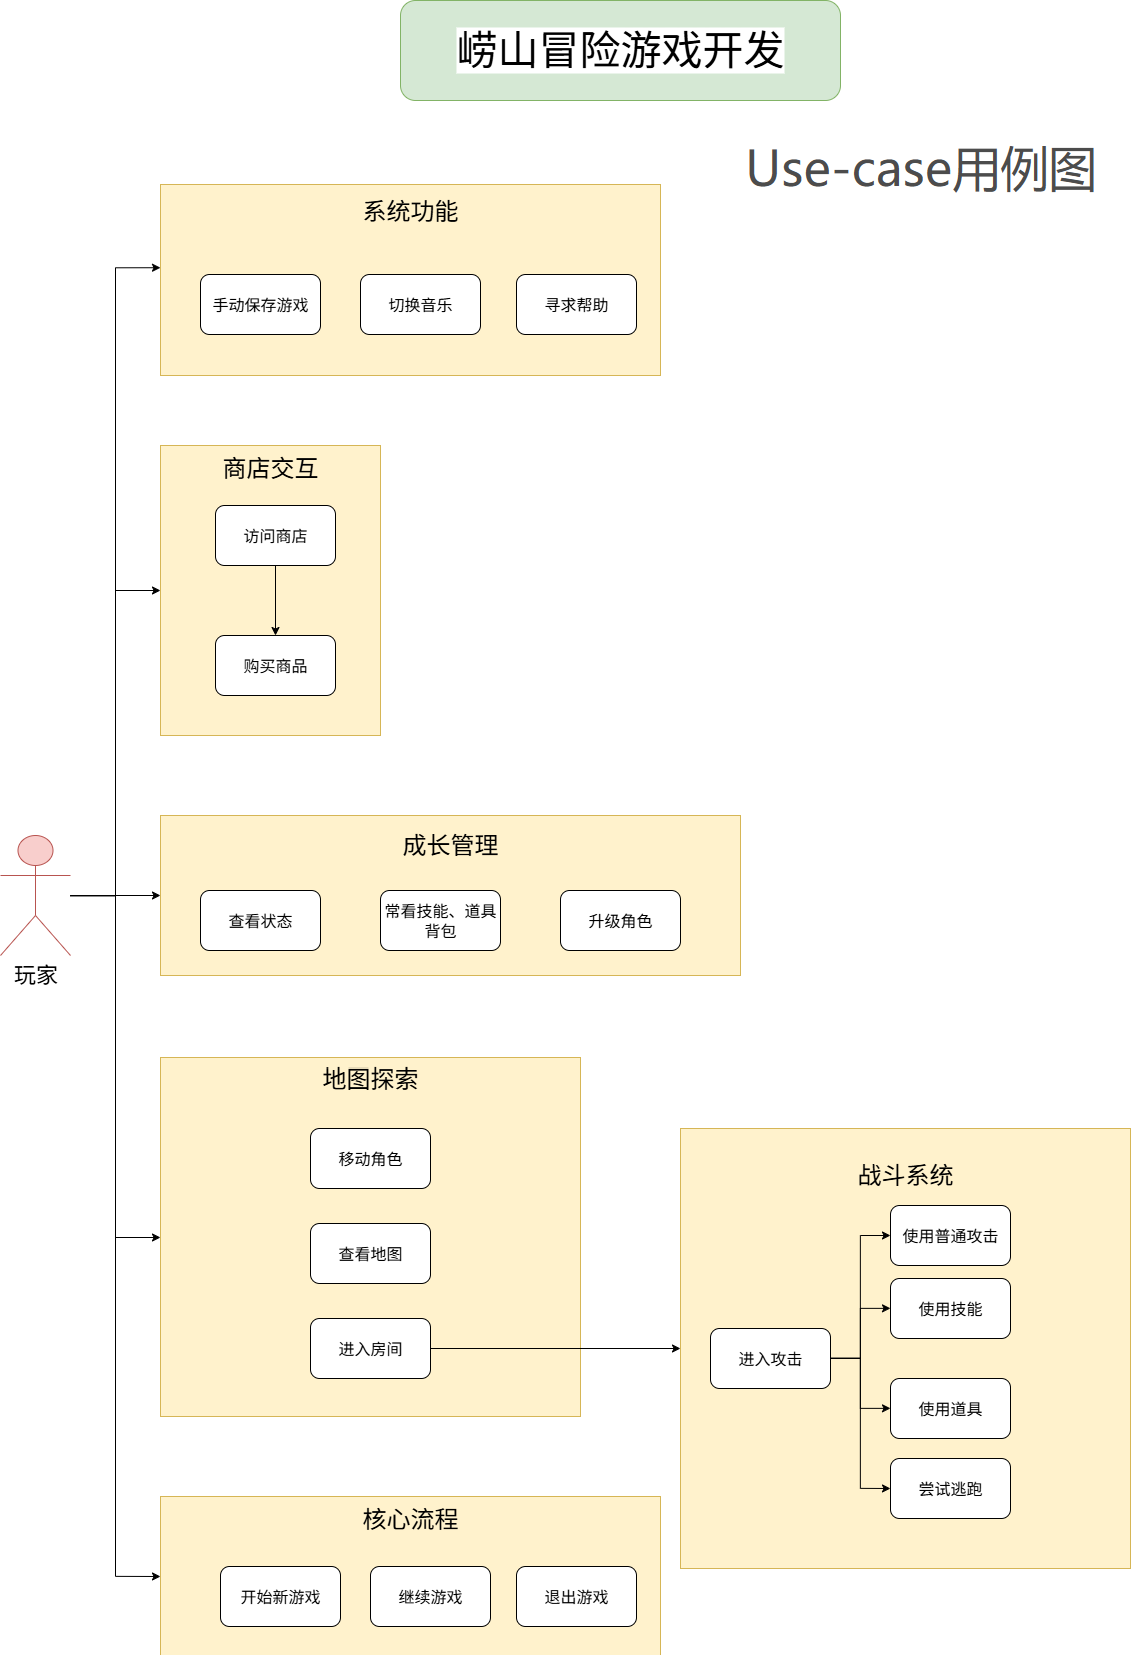 崂山冒险游戏开发
Use-case用例图
系统功能
手动保存游戏
切换音乐
寻求帮助
商店交互
访问商店
购买商品
成长管理
查看状态
常看技能、道具
背包
升级角色
玩家
地图探索
移动角色
查看地图
进入房间
战斗系统
使用普通攻击
使用技能
进入攻击
使用道具
尝试逃跑
核心流程
开始新游戏
继续游戏
退出游戏